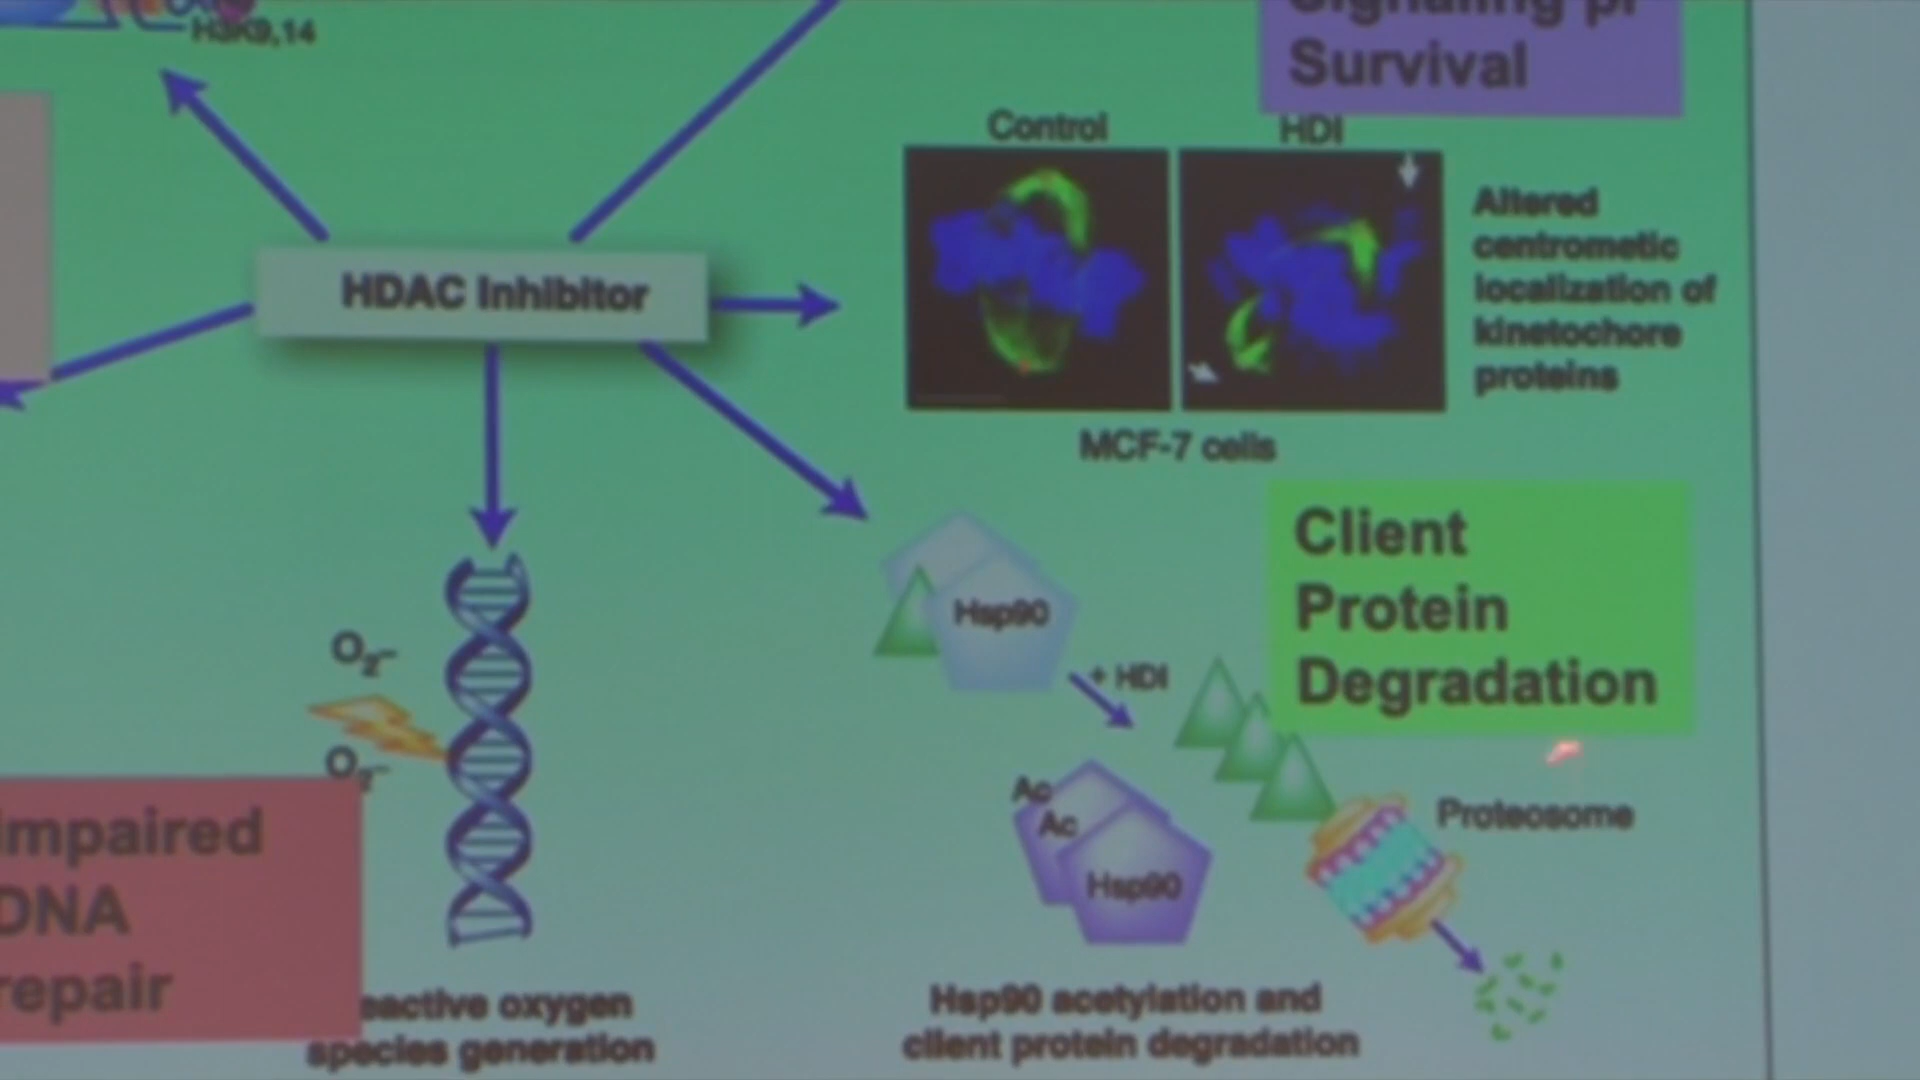 H3K9,14
Signaling
Survival
Control
HDI
HDAC Inhibitor
Altered
centrometic
localization of
kinetochore
proteins
MCF-7 cells
Client
Protein
Degradation
Hsp90
+ HDI
O2–
O2–
Ac
Ac
Hsp90
Proteosome
Impaired
DNA
repair
eactive oxygen
species generation
Hsp90 acetylation and
client protein degradation